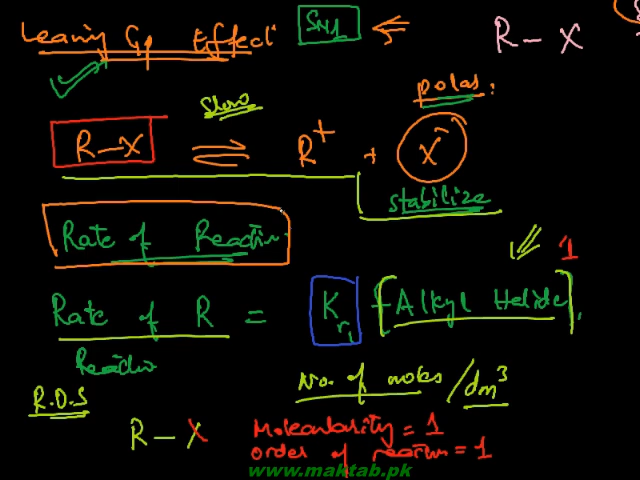 Leaving Gp Effect SN1 R-X
Slow polar:
R-X ⇌ R+ + X-
stabilize
Rate of Reaction
1
Rate of R = Kr, [Alkyl Helide],
Reaction
No. of moles/dm³
R.D.S
R-X Molecularity = 1
order of reaction = 1
www.maktab.pk